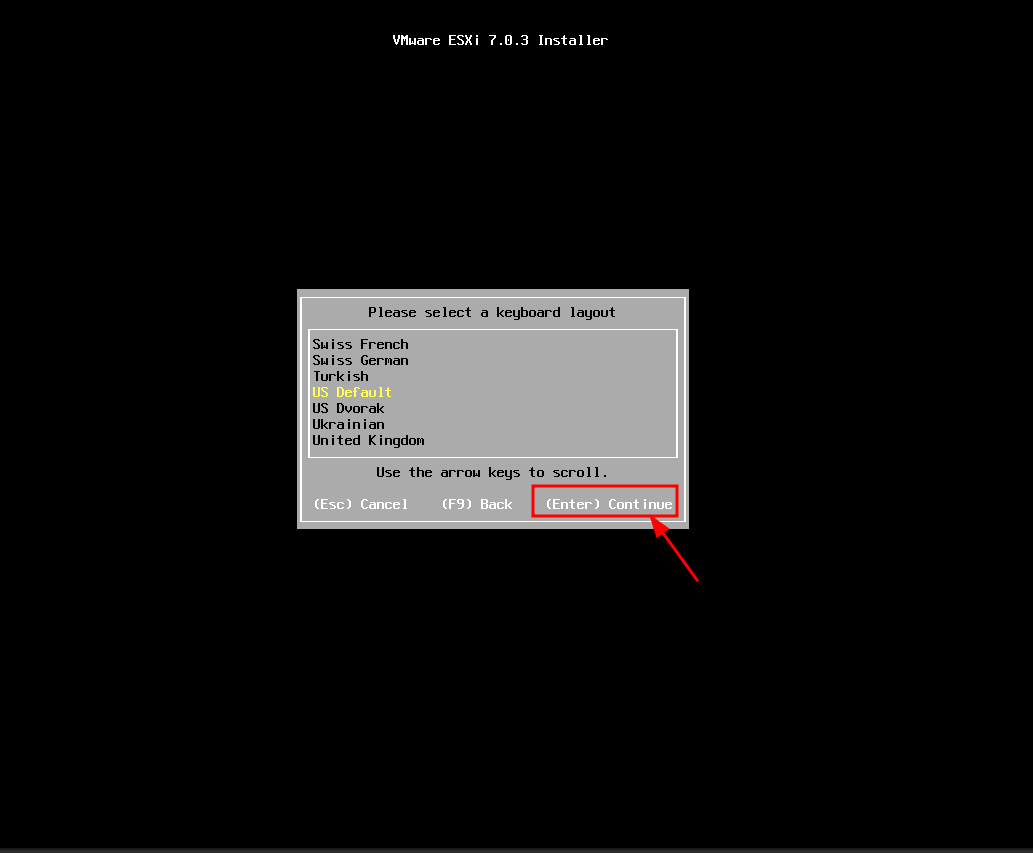 VMware ESXi 7.0.3 Installer
Please select a keyboard layout
Swiss French
Swiss German
Turkish
US Default
US Dvorak
Ukrainian
United Kingdom
Use the arrow keys to scroll.
(Esc) Cancel (F9) Back (Enter) Continue